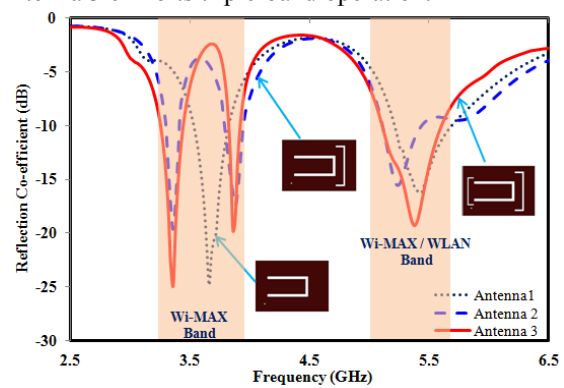 0
-5
-10
-15
-20
-25
-30
Reflection Co-efficient (dB)
Wi-MAX
Band
Wi-MAX / WLAN
Band
Antenna1
Antenna 2
Antenna 3
2.5
3.5
4.5
5.5
6.5
Frequency (GHz)